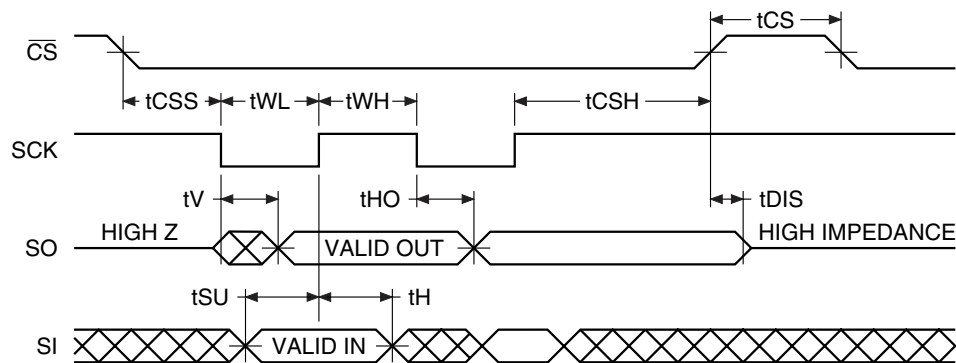 tCS
C̅S̅
tCSS tWL tWH tCSH
SCK
tV tHO tDIS
HIGH Z VALID OUT HIGH IMPEDANCE
SO
tSU tH
SI VALID IN